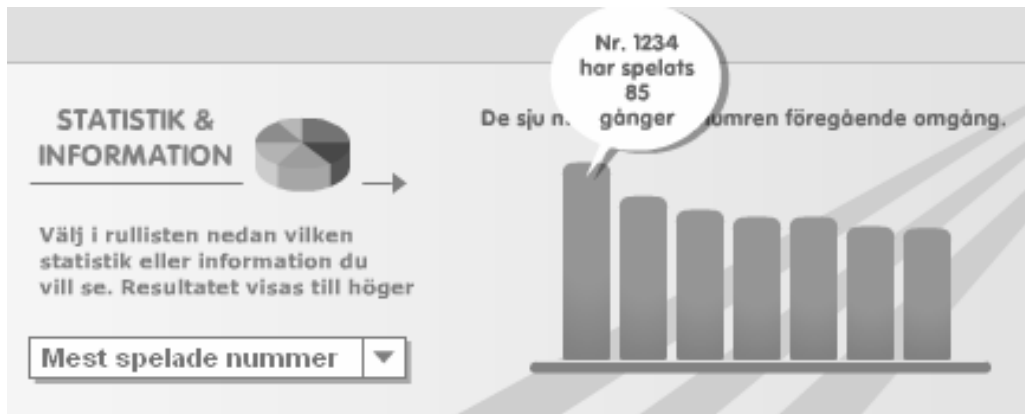 STATISTIK &
INFORMATION
Välj i rullisten nedan vilken
statistik eller information du
vill se. Resultatet visas till höger
Mest spelade nummer
Nr. 1234
har spelats
85
gånger
De sju föregående omgång.